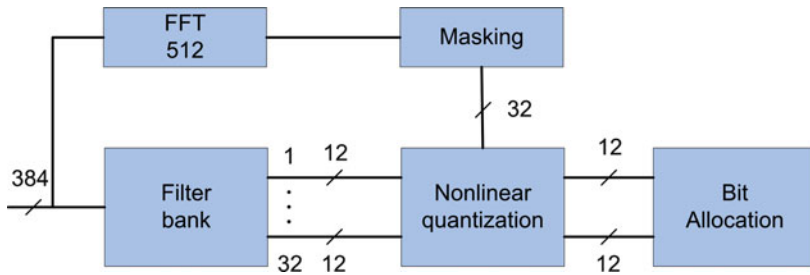 FFT
512
Masking
32
384
Filter
bank
1
12
32
12
Nonlinear
quantization
12
12
Bit
Allocation